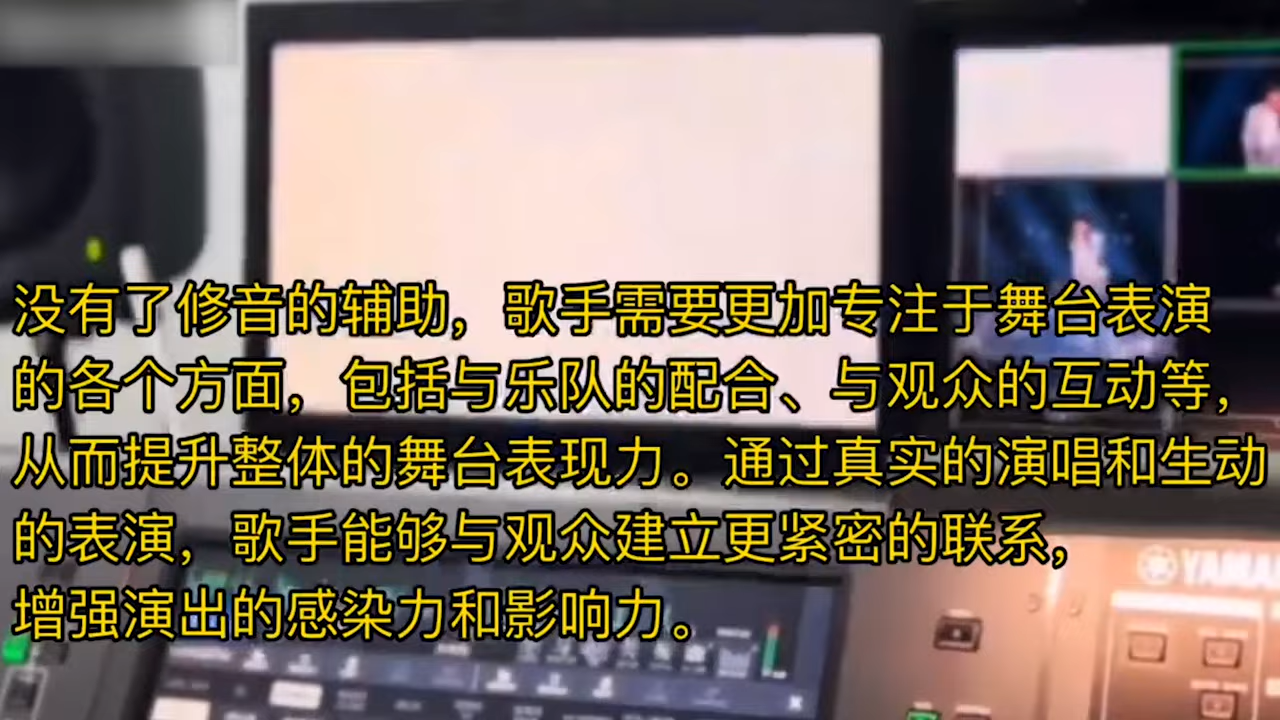 没有了修音的辅助，歌手需要更加专注于舞台表演
的各个方面，包括与乐队的配合、与观众的互动等，
从而提升整体的舞台表现力。通过真实的演唱和生动
的表演，歌手能够与观众建立更紧密的联系，
增强演出的感染力和影响力。
YAMA